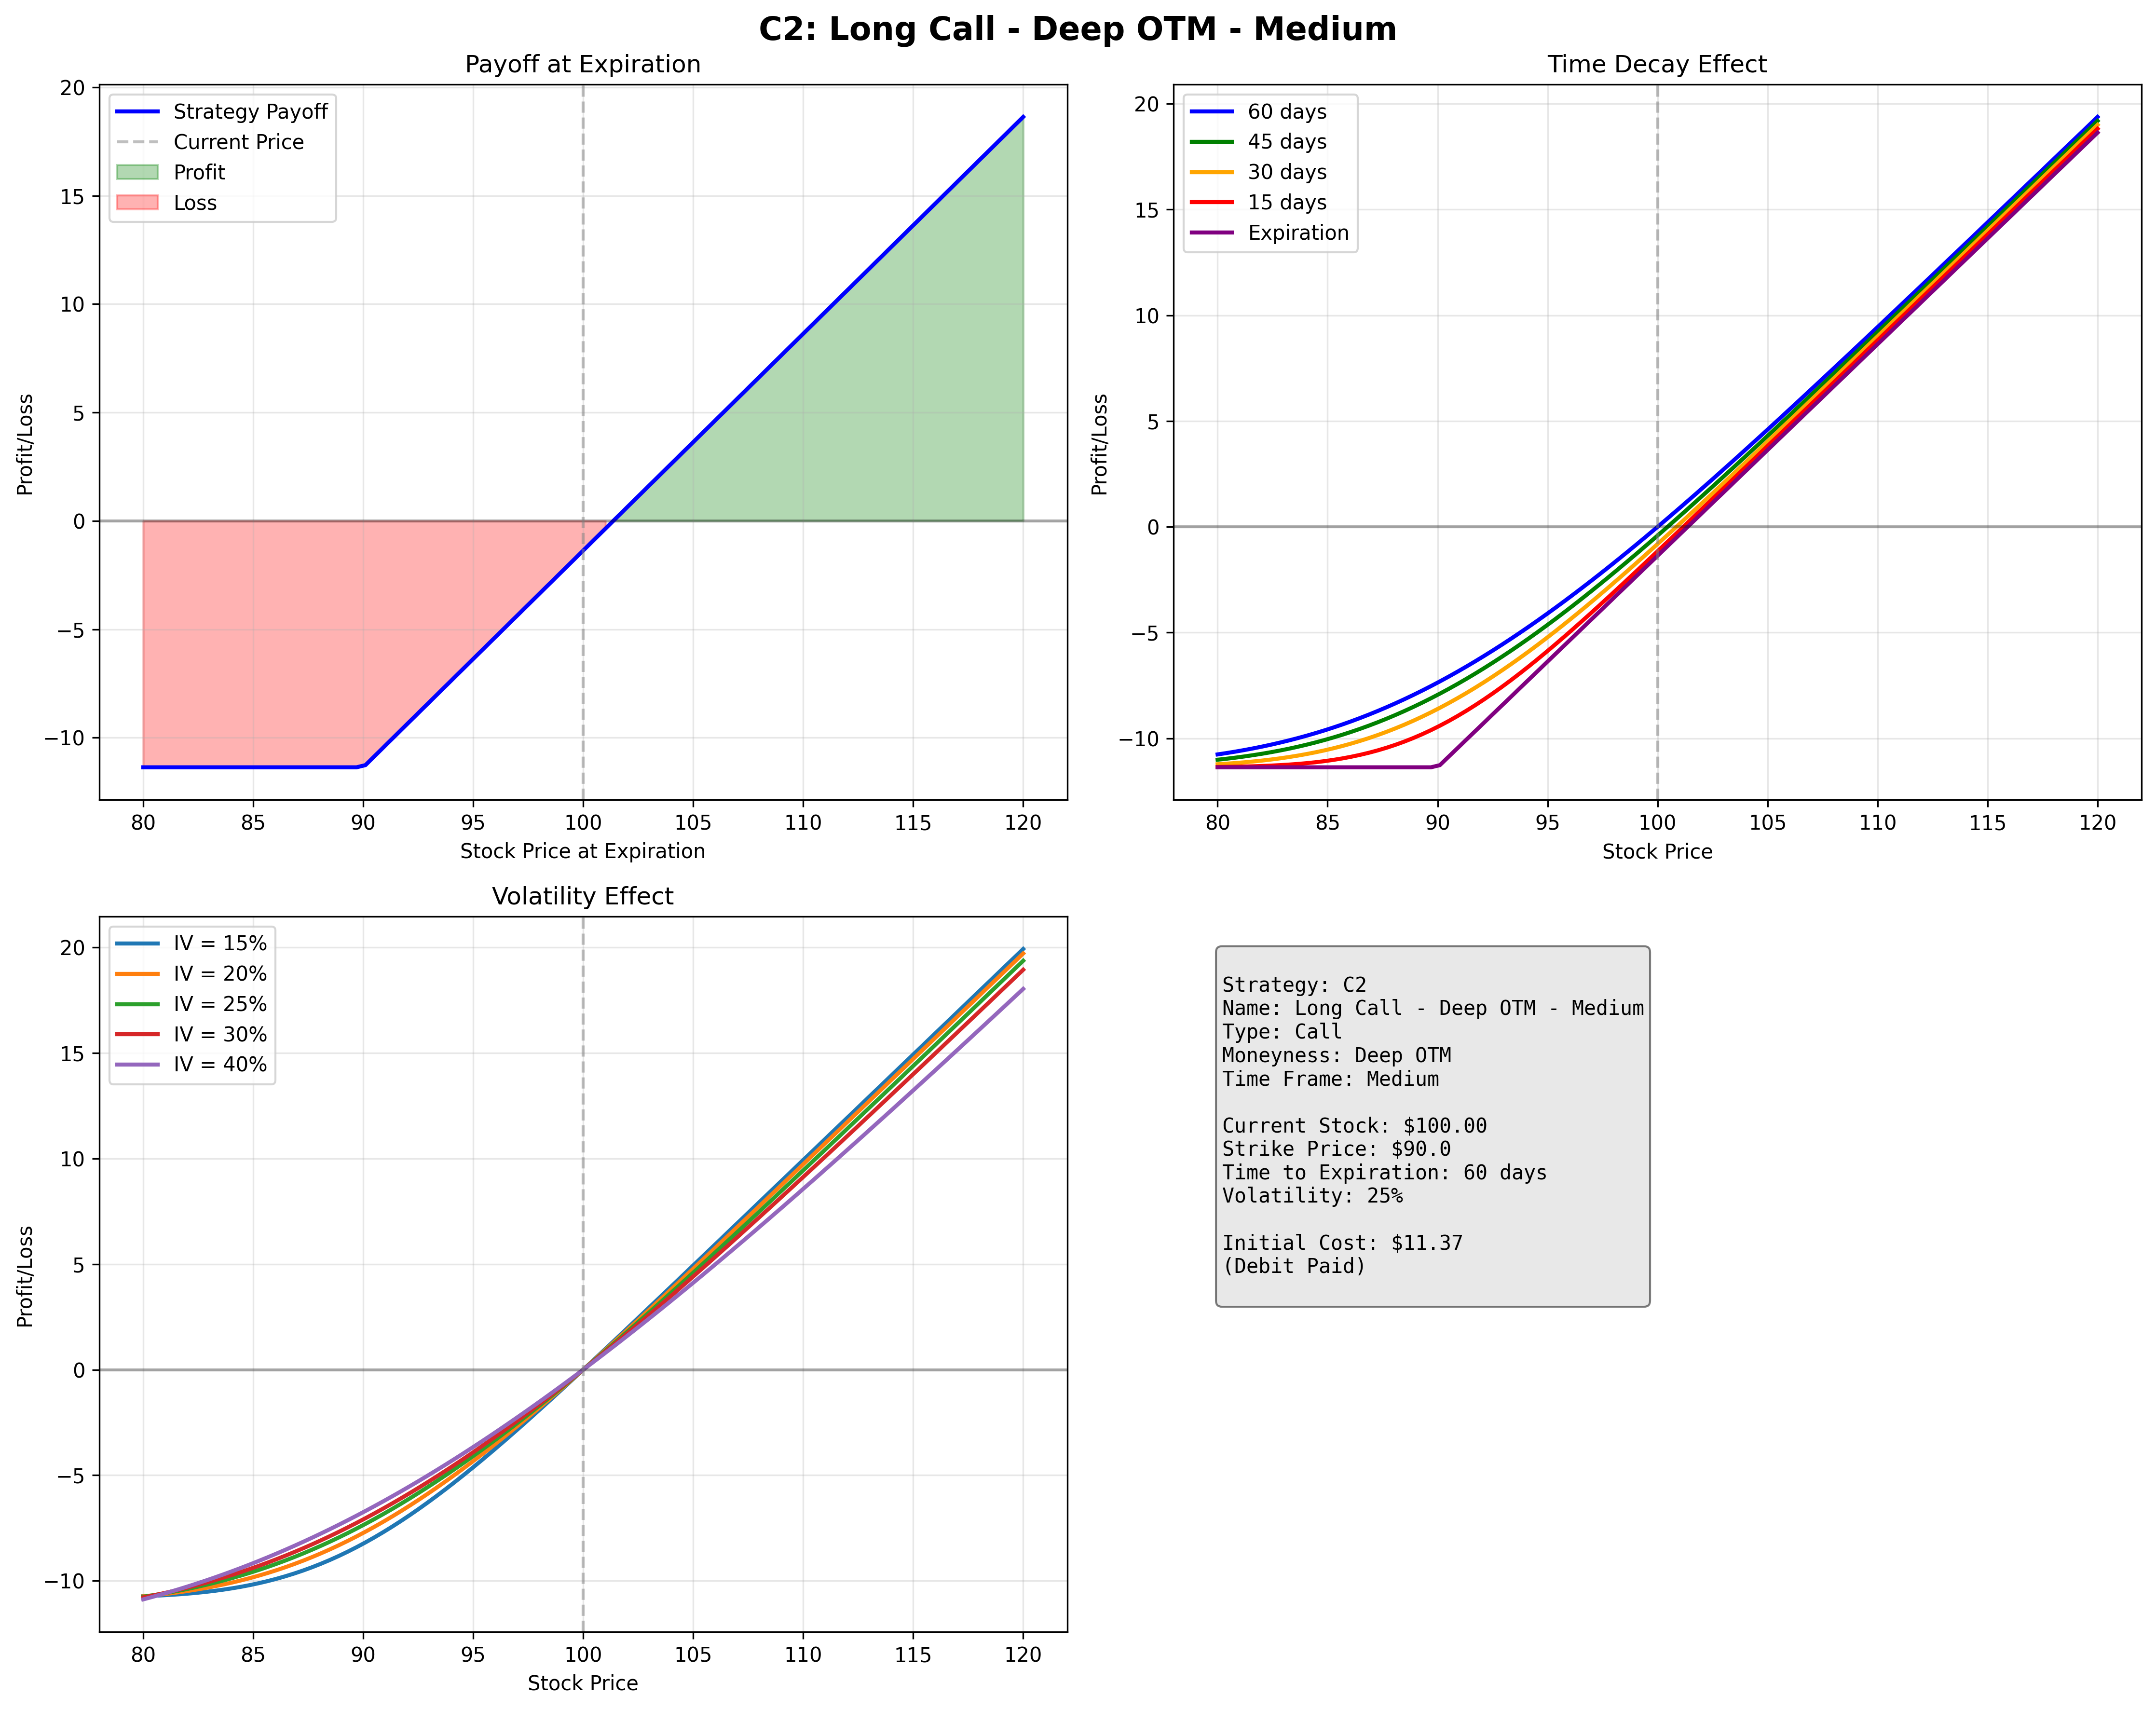 C2: Long Call - Deep OTM - Medium
Payoff at Expiration
20
15
10
5
0
−5
−10
Profit/Loss
Strategy Payoff
Current Price
Profit
Loss
80 85 90 95 100 105 110 115 120
Stock Price at Expiration
Time Decay Effect
20
15
10
5
0
−5
−10
Profit/Loss
60 days
45 days
30 days
15 days
Expiration
80 85 90 95 100 105 110 115 120
Stock Price
Volatility Effect
20
15
10
5
0
−5
−10
Profit/Loss
IV = 15%
IV = 20%
IV = 25%
IV = 30%
IV = 40%
80 85 90 95 100 105 110 115 120
Stock Price
Strategy: C2
Name: Long Call - Deep OTM - Medium
Type: Call
Moneyness: Deep OTM
Time Frame: Medium
Current Stock: $100.00
Strike Price: $90.0
Time to Expiration: 60 days
Volatility: 25%
Initial Cost: $11.37
(Debit Paid)